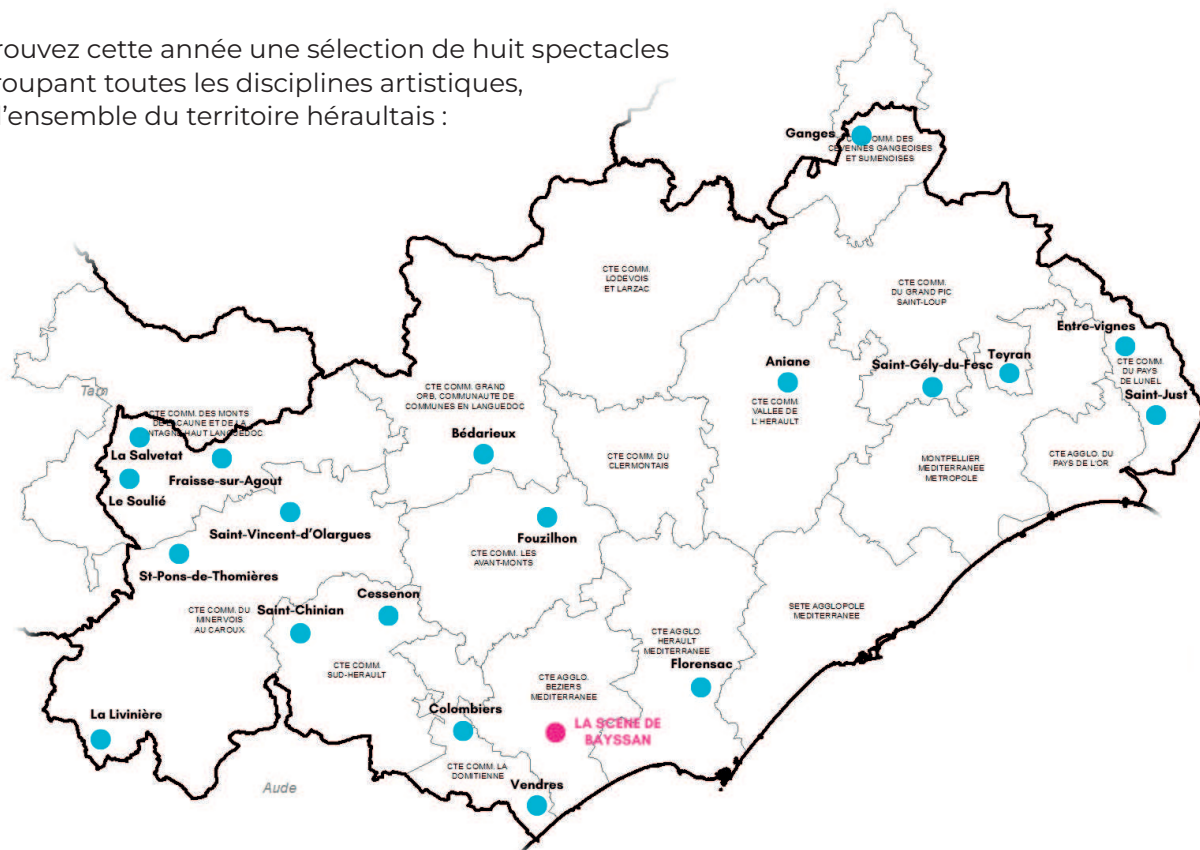 rouvez cette année une sélection de huit spectacles
roupant toutes les disciplines artistiques,
l'ensemble du territoire héraultais :
Ganges
COMM. DES
CEVENNES GANGEOISES
ET SUMENOISES
CTE COMM.
LODEVOIS
ET LARZAC
CTE COMM.
DU GRAND PIC
SAINT-LOUP
Entre-vignes
CTE COMM.
DU PAYS
DE LUNEL
Saint-Just
Teyran
Saint-Gély-du-Fesc
Aniane
CTE COMM.
VALLEE DE
L'HERAULT
CTE COMM. GRAND
ORB, COMMUNAUTE DE
COMMUNES EN LANGUEDOC
Bédarieux
Tarn
CTE COMM. DES MONTS
DE LACAUNE ET DE LA
NTAGNE HAUT LANGUEDOC
La Salvetat
Fraisse-sur-Agout
Le Soulié
CTE COMM. DU
CLERMONTAIS
MONTPELLIER
MEDITERRANEE
METROPOLE
CTE AGGLO. DU
PAYS DE L'OR
Saint-Vincent-d'Olargues
Fouzilhon
CTE COMM. LES
AVANT-MONTS
St-Pons-de-Thomières
CTE COMM. DU
MINERVOIS
AU CAROUX
Saint-Chinian
Cessenon
SETE AGGLOPOLE
MEDITERRANEE
CTE AGGLO.
HERAULT
MEDITERRANEE
Florensac
CTE COMM.
SUD-HERAULT
CTE AGGLO.
BEZIERS
MEDITERRANEE
Colombiers
LA SCÈNE DE
BAYSSAN
La Livinière
CTE COMM. LA
DOMITIENNE
Vendres
Aude